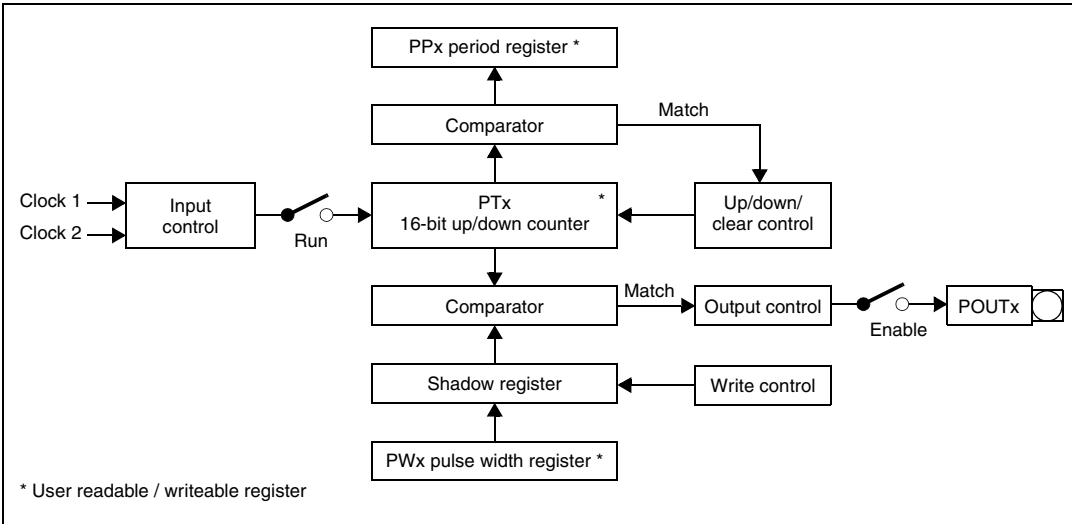 PPx period register *
Comparator
Match
Clock 1
Clock 2
Input
control
Run
PTx *
16-bit up/down counter
Up/down/
clear control
Comparator
Match
Output control
Enable
POUTx
Shadow register
Write control
PWx pulse width register *
* User readable / writeable register